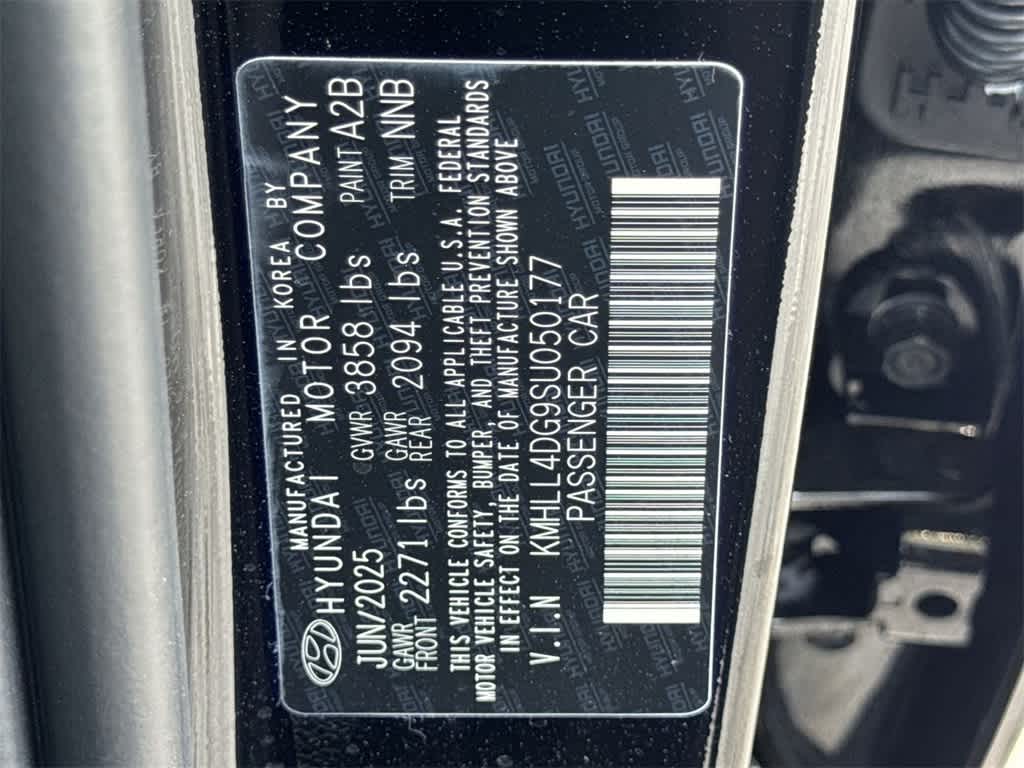 MANUFACTURED IN KOREA BY
HYUNDAI MOTOR COMPANY
JUN/2025 GVWR 3858 lbs PAINT A2B
GAWR FRONT 2271 lbs GAWR REAR 2094 lbs TRIM NNB
THIS VEHICLE CONFORMS TO ALL APPLICABLE U.S.A. FEDERAL
MOTOR VEHICLE SAFETY, BUMPER, AND THEFT PREVENTION STANDARDS
IN EFFECT ON THE DATE OF MANUFACTURE SHOWN ABOVE
V.I.N KMHLL4DG9SU050177
PASSENGER CAR